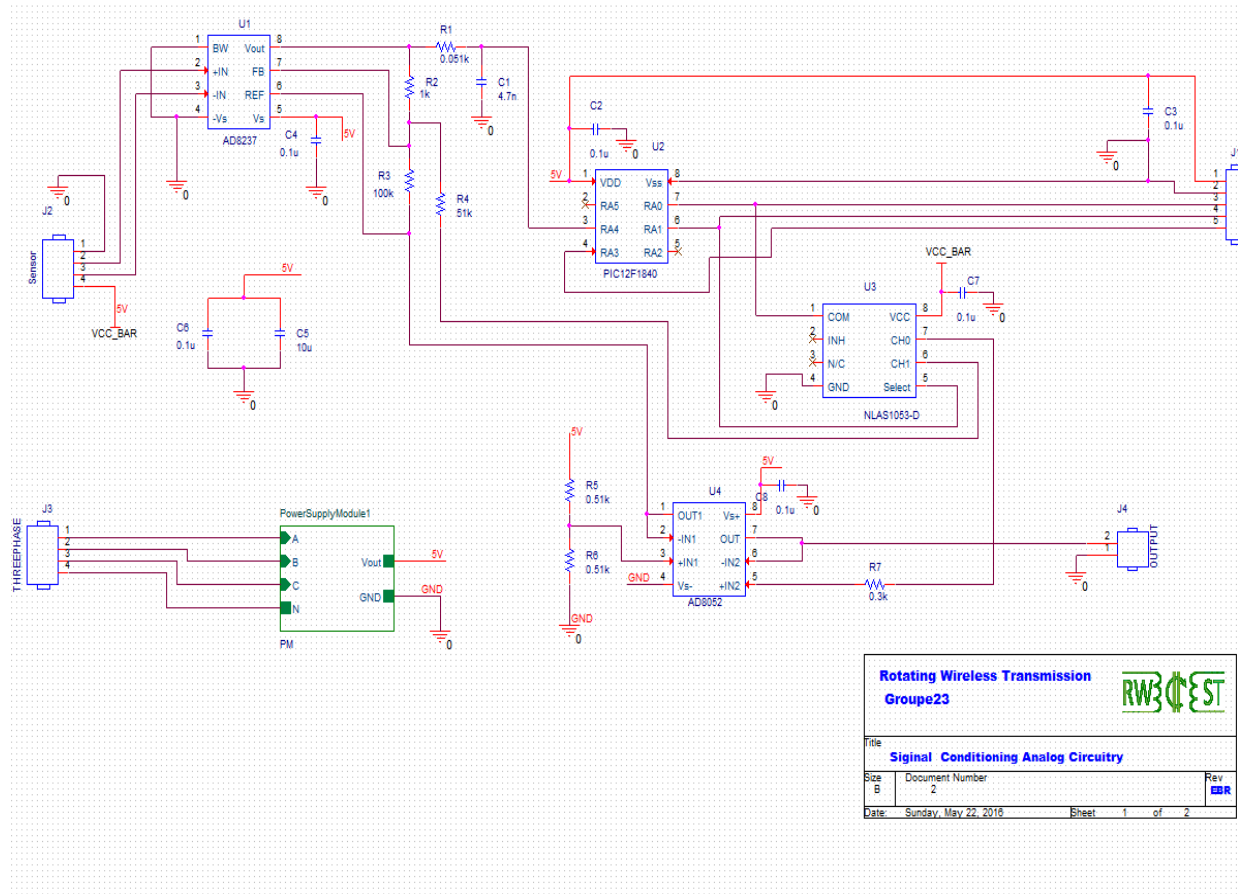 U1
1 BW Vout 8
2 +IN FB 7
3 -IN REF 6
4 -Vs Vs 5
AD8237
R1
0.051k
R2
1k
C1
4.7n
0
C4
0.1u
5V
0
0
R3
100k
R4
51k
0
J2
Sensor
1
2
3
4
5V
VCC_BAR
5V
C6
0.1u
C5
10u
0
C2
0.1u
0
U2
5V
1 VDD Vss 8
2 RA5 RA0 7
3 RA4 RA1 6
4 RA3 RA2 5
PIC12F1840
C3
0.1u
0
1
2
3
4
5
VCC_BAR
C7
0.1u
0
U3
1 COM VCC 8
2 INH CH0 7
3 N/C CH1 6
4 GND Select 5
NLAS1053-D
0
5V
R5
0.51k
R6
0.51k
GND
0
5V
C8
0.1u
0
U4
1 OUT1 Vs+ 8
2 -IN1 OUT 7
3 +IN1 -IN2 6
GND 4 Vs- +IN2 5
AD8052
R7
0.3k
J4
2
1
OUTPUT
0
J3
THREEPHASE
1
2
3
4
PowerSupplyModule1
A
B
C
N
Vout
GND
5V
GND
0
PM
Rotating Wireless Transmission
Groupe23
Title
Siginal Conditioning Analog Circuitry
Size
B
Document Number
2
Rev
Date: Sunday, May 22, 2016 Sheet 1 of 2